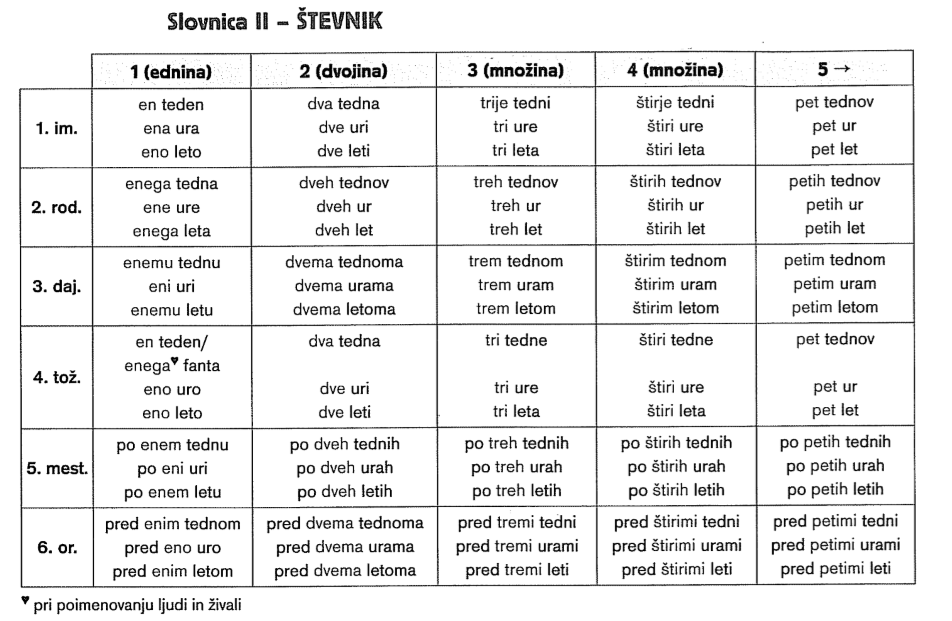 Slovnica II – ŠTEVNIK
1 (ednina) 2 (dvojina) 3 (množina) 4 (množina) 5 →
en teden dva tedna trije tedni štirje tedni pet tednov
1. im. ena ura dve uri tri ure štiri ure pet ur
eno leto dve leti tri leta štiri leta pet let
enega tedna dveh tednov treh tednov štirih tednov petih tednov
2. rod. ene ure dveh ur treh ur štirih ur petih ur
enega leta dveh let treh let štirih let petih let
enemu tednu dvema tednoma trem tednom štirim tednom petim tednom
3. daj. eni uri dvema urama trem uram štirim uram petim uram
enemu letu dvema letoma trem letom štirim letom petim letom
en teden/ dva tedna tri tedne štiri tedne pet tednov
enega♥ fanta
4. tož.
eno uro dve uri tri ure štiri ure pet ur
eno leto dve leti tri leta štiri leta pet let
po enem tednu po dveh tednih po treh tednih po štirih tednih po petih tednih
5. mest. po eni uri po dveh urah po treh urah po štirih urah po petih urah
po enem letu po dveh letih po treh letih po štirih letih po petih letih
pred enim tednom pred dvema tednoma pred tremi tedni pred štirimi tedni pred petimi tedni
6. or. pred eno uro pred dvema urama pred tremi urami pred štirimi urami pred petimi urami
pred enim letom pred dvema letoma pred tremi leti pred štirimi leti pred petimi leti
♥ pri poimenovanju ljudi in živali